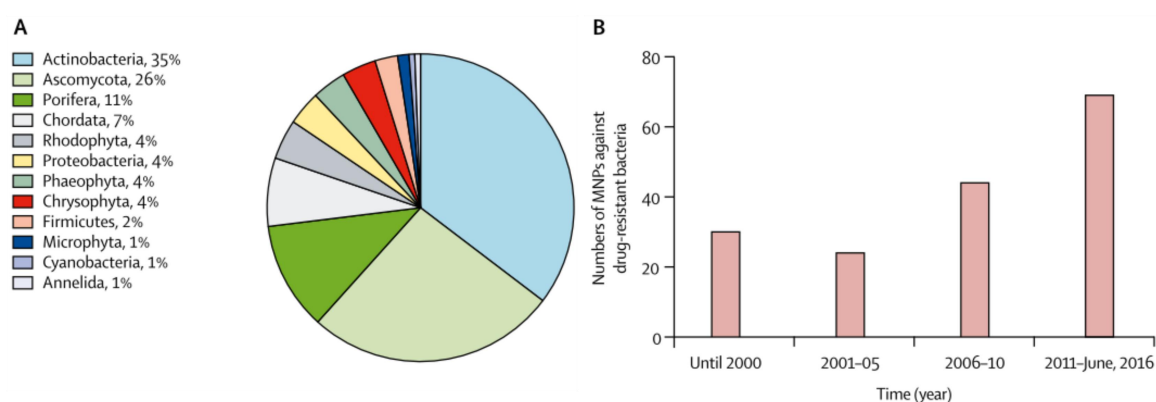 A
Actinobacteria, 35%
Ascomycota, 26%
Porifera, 11%
Chordata, 7%
Rhodophyta, 4%
Proteobacteria, 4%
Phaeophyta, 4%
Chrysophyta, 4%
Firmicutes, 2%
Microphyta, 1%
Cyanobacteria, 1%
Annelida, 1%
B
Numbers of MNPs against
drug-resistant bacteria
80
60
40
20
0
Until 2000 2001–05 2006–10 2011–June, 2016
Time (year)